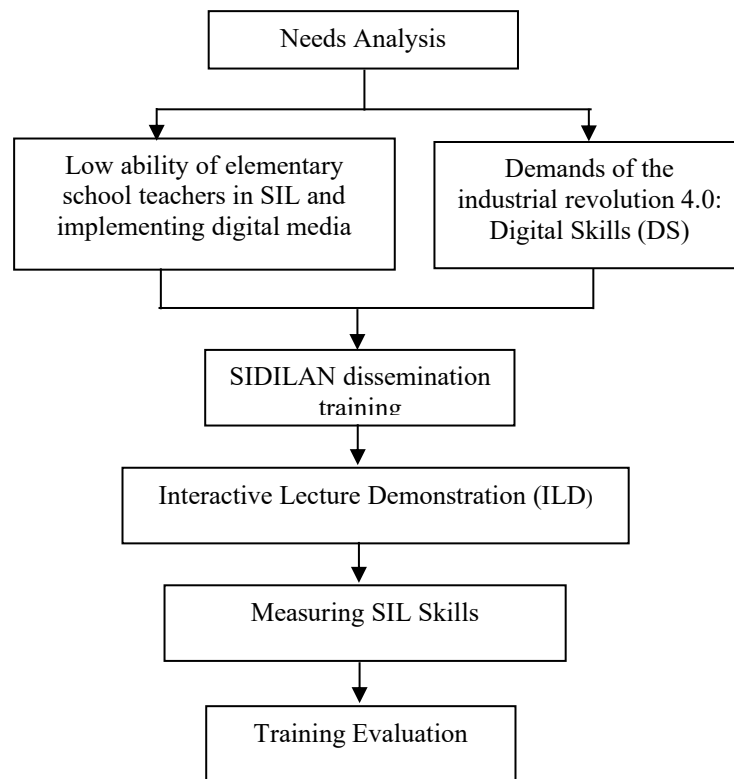 Needs Analysis
Low ability of elementary
school teachers in SIL and
implementing digital media
Demands of the
industrial revolution 4.0:
Digital Skills (DS)
SIDILAN dissemination
training
Interactive Lecture Demonstration (ILD)
Measuring SIL Skills
Training Evaluation